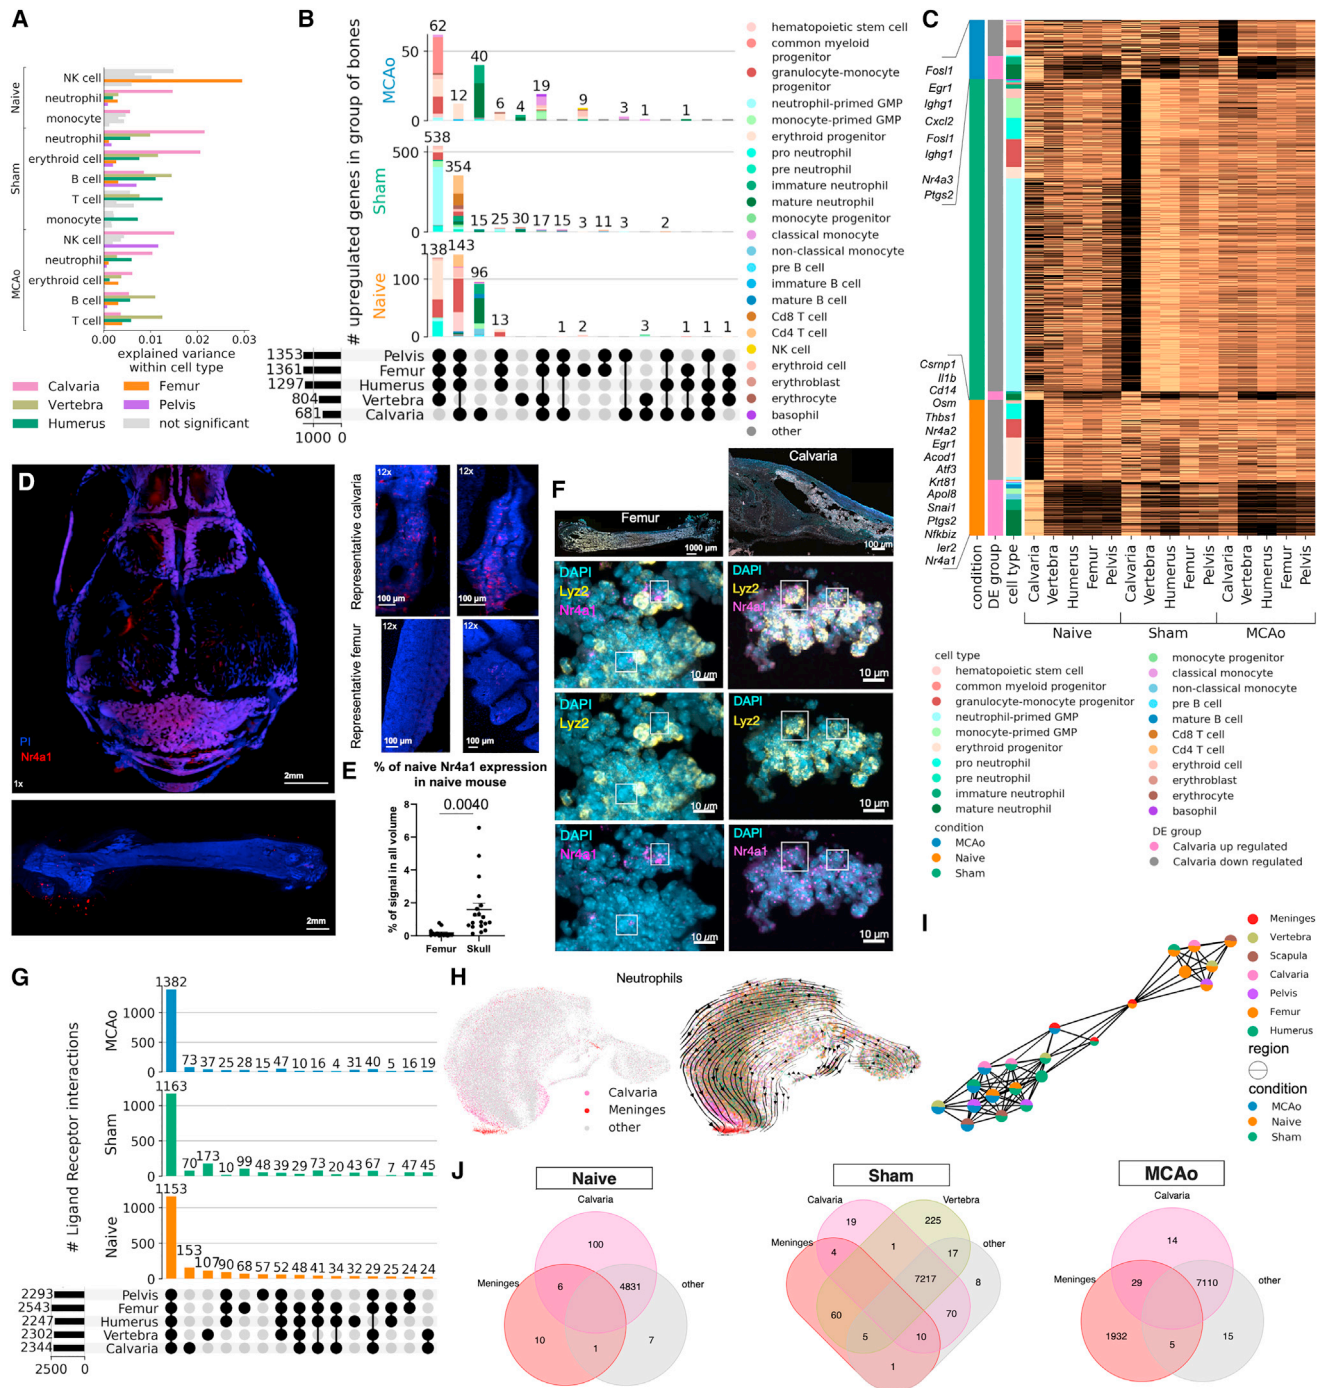 A
Naive
Sham
MCAo
NK cell
neutrophil
monocyte
neutrophil
erythroid cell
B cell
T cell
monocyte
NK cell
neutrophil
erythroid cell
B cell
T cell
0.00 0.01 0.02 0.03
explained variance
within cell type
Calvaria
Vertebra
Humerus
Femur
Pelvis
not significant
B
# upregulated genes in group of bones
MCAo
50
0
62 12 40 6 4 19 9 3 1 1
Sham
500
0
538 354 15 25 30 17 15 3 11 3 2
Naive
100
0
138 143 96 13 1 2 3 1 1 1
1353 Pelvis
1361 Femur
1297 Humerus
804 Vertebra
681 Calvaria
1000 0
hematopoietic stem cell
common myeloid
progenitor
granulocyte-monocyte
progenitor
neutrophil-primed GMP
monocyte-primed GMP
erythroid progenitor
pro neutrophil
pre neutrophil
immature neutrophil
mature neutrophil
monocyte progenitor
classical monocyte
non-classical monocyte
pre B cell
immature B cell
mature B cell
Cd8 T cell
Cd4 T cell
NK cell
erythroid cell
erythroblast
erythrocyte
basophil
other
C
Fosl1
Egr1
Ighg1
Cxcl2
Fosl1
Ighg1
Nr4a3
Ptgs2
Csrnp1
Il1b
Cd14
Osm
Thbs1
Nr4a2
Egr1
Acod1
Atf3
Krt81
Apol8
Snai1
Ptgs2
Nfkbiz
Ier2
Nr4a1
condition
DE group
cell type
Calvaria
Vertebra
Humerus
Femur
Pelvis
Calvaria
Vertebra
Humerus
Femur
Pelvis
Calvaria
Vertebra
Humerus
Femur
Pelvis
Naive Sham MCAo
cell type
hematopoietic stem cell
common myeloid progenitor
granulocyte-monocyte progenitor
neutrophil-primed GMP
monocyte-primed GMP
erythroid progenitor
pro neutrophil
pre neutrophil
immature neutrophil
mature neutrophil
monocyte progenitor
classical monocyte
non-classical monocyte
pre B cell
mature B cell
Cd8 T cell
Cd4 T cell
erythroid cell
erythroblast
erythrocyte
basophil
condition
MCAo
Naive
Sham
DE group
Calvaria up regulated
Calvaria down regulated
D
PI
Nr4a1
1x
2mm
2mm
Representative calvaria
12x
100 µm
12x
100 µm
Representative femur
12x
100 µm
12x
100 µm
E
% of naive Nr4a1 expression
in naive mouse
0.0040
% of signal in all volume
8
6
4
2
0
Femur Skull
F
Femur
1000 µm
Calvaria
100 µm
DAPI
Lyz2
Nr4a1
10 µm
DAPI
Lyz2
Nr4a1
10 µm
DAPI
Lyz2
10 µm
DAPI
Lyz2
10 µm
DAPI
Nr4a1
10 µm
DAPI
Nr4a1
10 µm
G
# Ligand Receptor interactions
MCAo
1000
500
0
1382 73 37 25 28 15 47 10 16 4 31 40 5 16 19
Sham
1000
500
0
1163 70 173 10 99 48 39 29 73 20 43 67 7 47 45
Naive
1000
500
0
1153 153 107 90 68 57 52 48 41 34 32 29 25 24 24
2293 Pelvis
2543 Femur
2247 Humerus
2302 Vertebra
2344 Calvaria
2500 0
H
Neutrophils
Calvaria
Meninges
other
I
Meninges
Vertebra
Scapula
Calvaria
Pelvis
Femur
Humerus
region
condition
MCAo
Naive
Sham
J
Naive
Calvaria
100
Meninges
6
4831
other
10
1
7
Sham
Calvaria
Vertebra
19
225
Meninges
4
1
17
other
7217
8
60
70
5
10
1
MCAo
Calvaria
14
Meninges
29
7110
other
1932
5
15